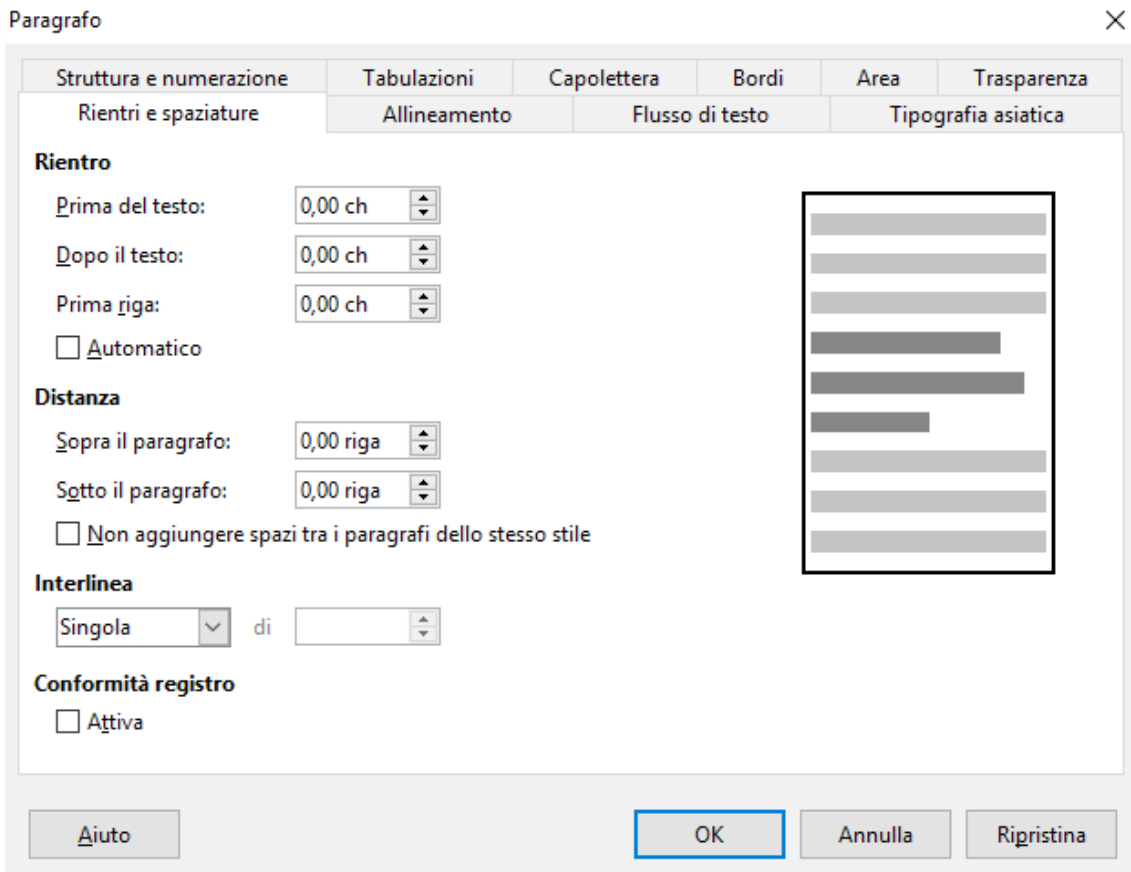 Paragrafo
Struttura e numerazione Tabulazioni Capolettera Bordi Area Trasparenza
Rientri e spaziature Allineamento Flusso di testo Tipografia asiatica
Rientro
Prima del testo: 0,00 ch
Dopo il testo: 0,00 ch
Prima riga: 0,00 ch
Automatico
Distanza
Sopra il paragrafo: 0,00 riga
Sotto il paragrafo: 0,00 riga
Non aggiungere spazi tra i paragrafi dello stesso stile
Interlinea
Singola di
Conformità registro
Attiva
Aiuto OK Annulla Ripristina